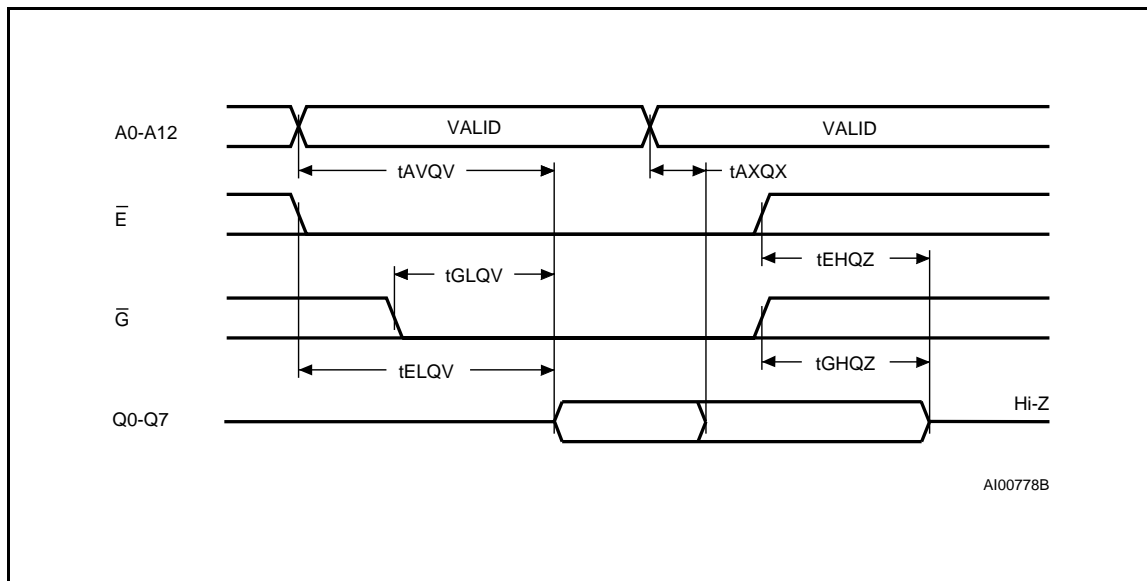 A0-A12
VALID
VALID
tAVQV
tAXQX
E̅
tEHQZ
tGLQV
G̅
tGHQZ
tELQV
Hi-Z
Q0-Q7
AI00778B